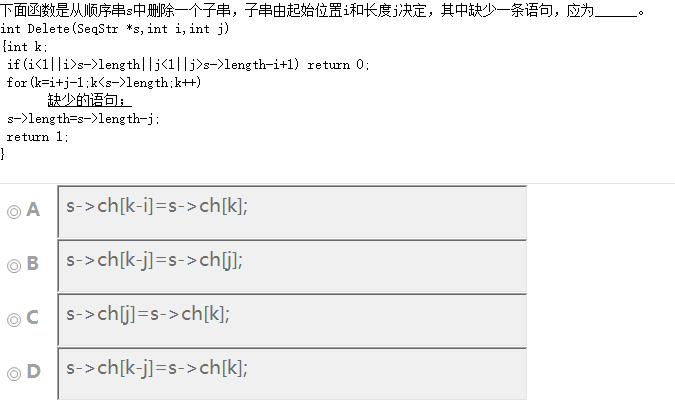 下面函数是从顺序串s中删除一个子串，子串由起始位置i和长度j决定，其中缺少一条语句，应为______。
int Delete(SeqStr *s,int i,int j)
{int k;
if(i<1||i>s->length||j<1||j>s->length-i+1) return 0;
for(k=i+j-1;k<s->length;k++)
缺少的语句；
s->length=s->length-j;
return 1;
}
A s->ch[k-i]=s->ch[k];
B s->ch[k-j]=s->ch[j];
C s->ch[j]=s->ch[k];
D s->ch[k-j]=s->ch[k];